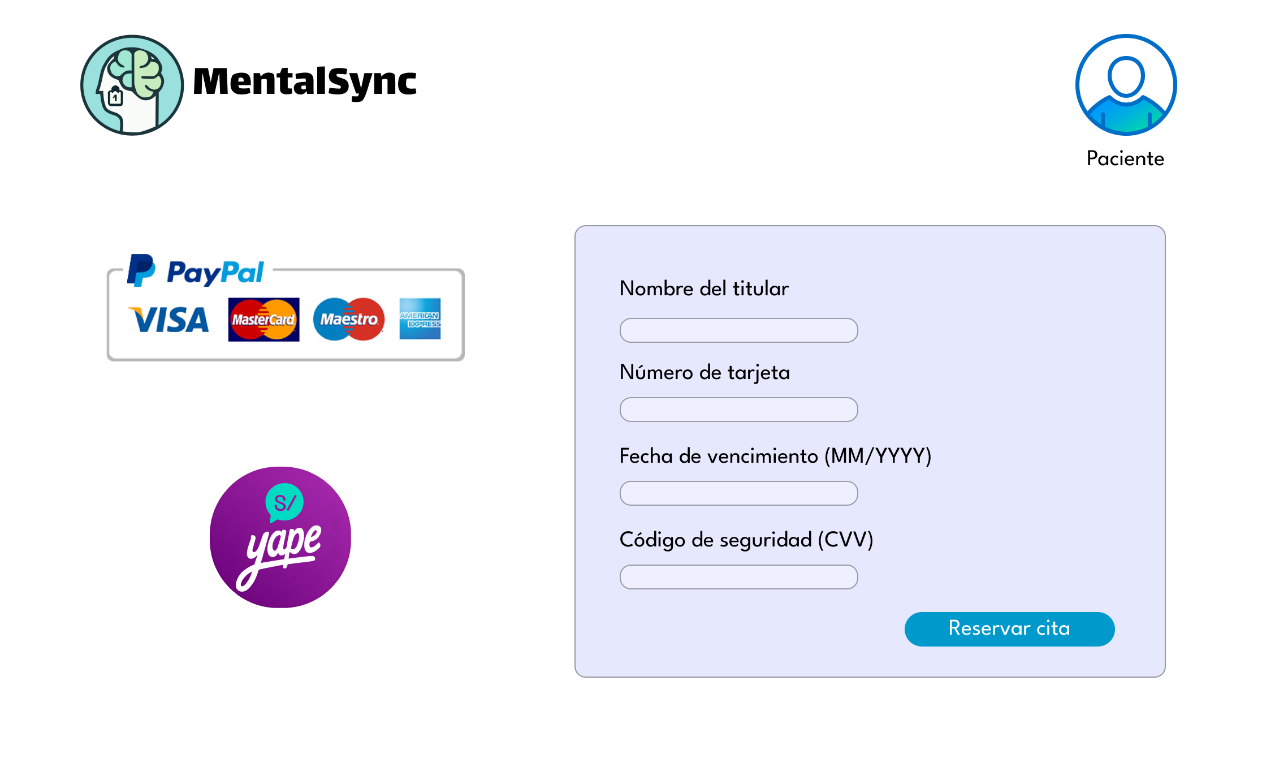 MentalSync
Paciente
PayPal
VISA
MasterCard
Maestro
AMERICAN
EXPRESS
S/
yape
Nombre del titular
Número de tarjeta
Fecha de vencimiento (MM/YYYY)
Código de seguridad (CVV)
Reservar cita